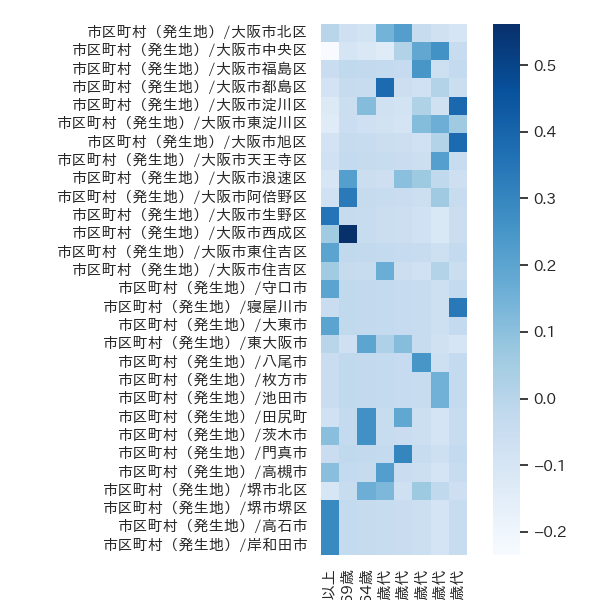 市区町村（発生地）/大阪市北区
市区町村（発生地）/大阪市中央区
市区町村（発生地）/大阪市福島区
市区町村（発生地）/大阪市都島区
市区町村（発生地）/大阪市淀川区
市区町村（発生地）/大阪市東淀川区
市区町村（発生地）/大阪市旭区
市区町村（発生地）/大阪市天王寺区
市区町村（発生地）/大阪市浪速区
市区町村（発生地）/大阪市阿倍野区
市区町村（発生地）/大阪市生野区
市区町村（発生地）/大阪市西成区
市区町村（発生地）/大阪市東住吉区
市区町村（発生地）/大阪市住吉区
市区町村（発生地）/守口市
市区町村（発生地）/寝屋川市
市区町村（発生地）/大東市
市区町村（発生地）/東大阪市
市区町村（発生地）/八尾市
市区町村（発生地）/枚方市
市区町村（発生地）/池田市
市区町村（発生地）/田尻町
市区町村（発生地）/茨木市
市区町村（発生地）/門真市
市区町村（発生地）/高槻市
市区町村（発生地）/堺市北区
市区町村（発生地）/堺市堺区
市区町村（発生地）/高石市
市区町村（発生地）/岸和田市
以上
69歳
64歳
歳代
歳代
歳代
歳代
歳代
0.5
0.4
0.3
0.2
0.1
0.0
−0.1
−0.2